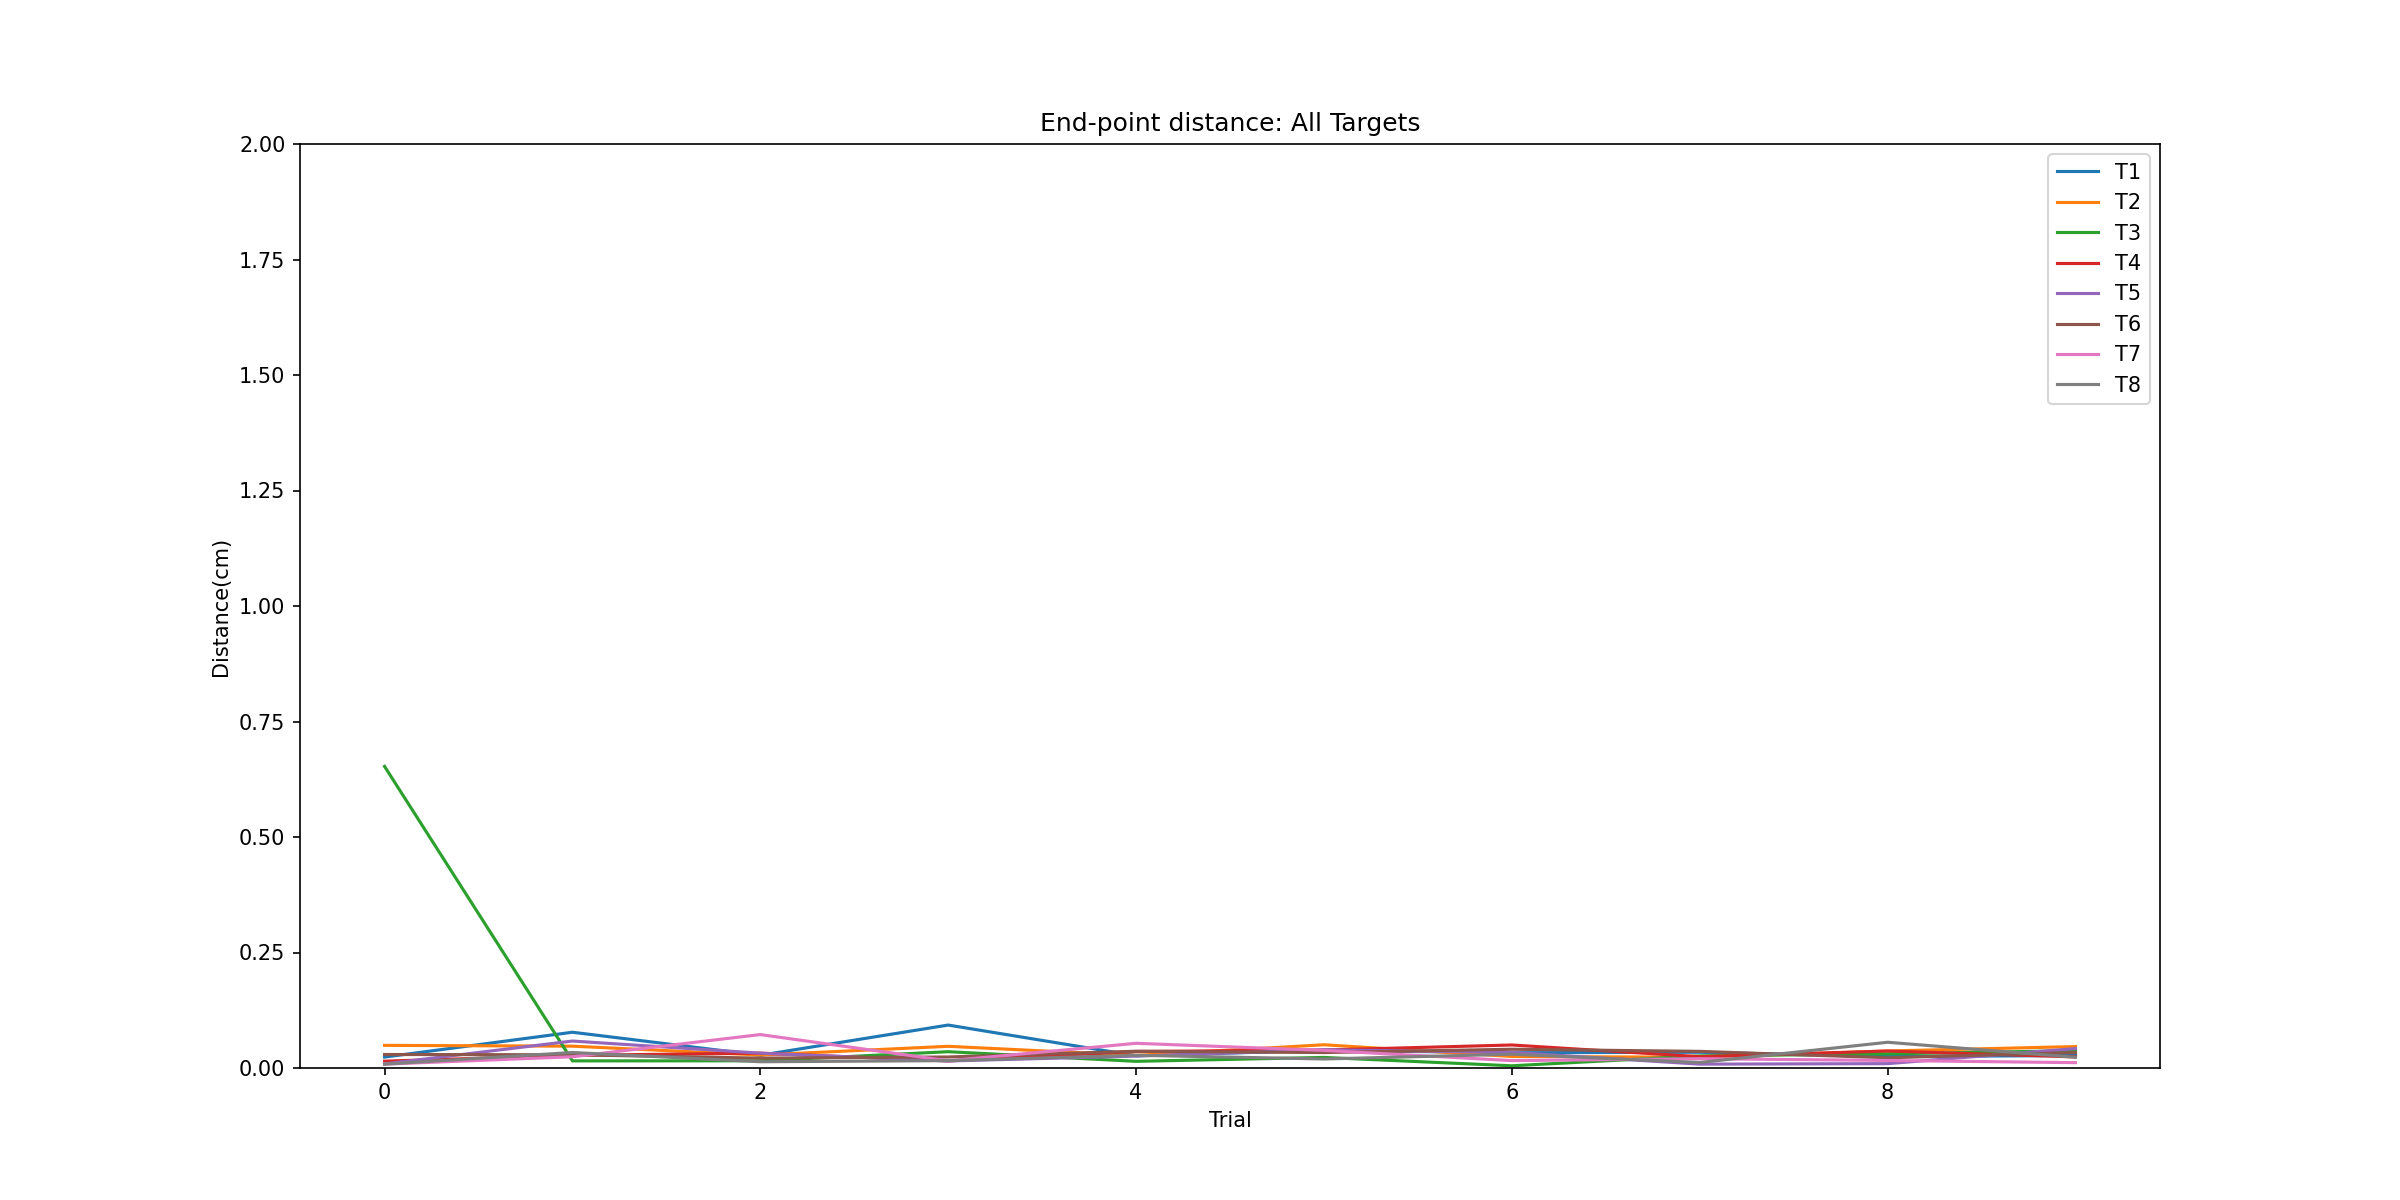 End-point distance: All Targets
2.00
1.75
1.50
1.25
1.00
0.75
0.50
0.25
0.00
Distance(cm)
0 2 4 6 8
Trial
T1
T2
T3
T4
T5
T6
T7
T8